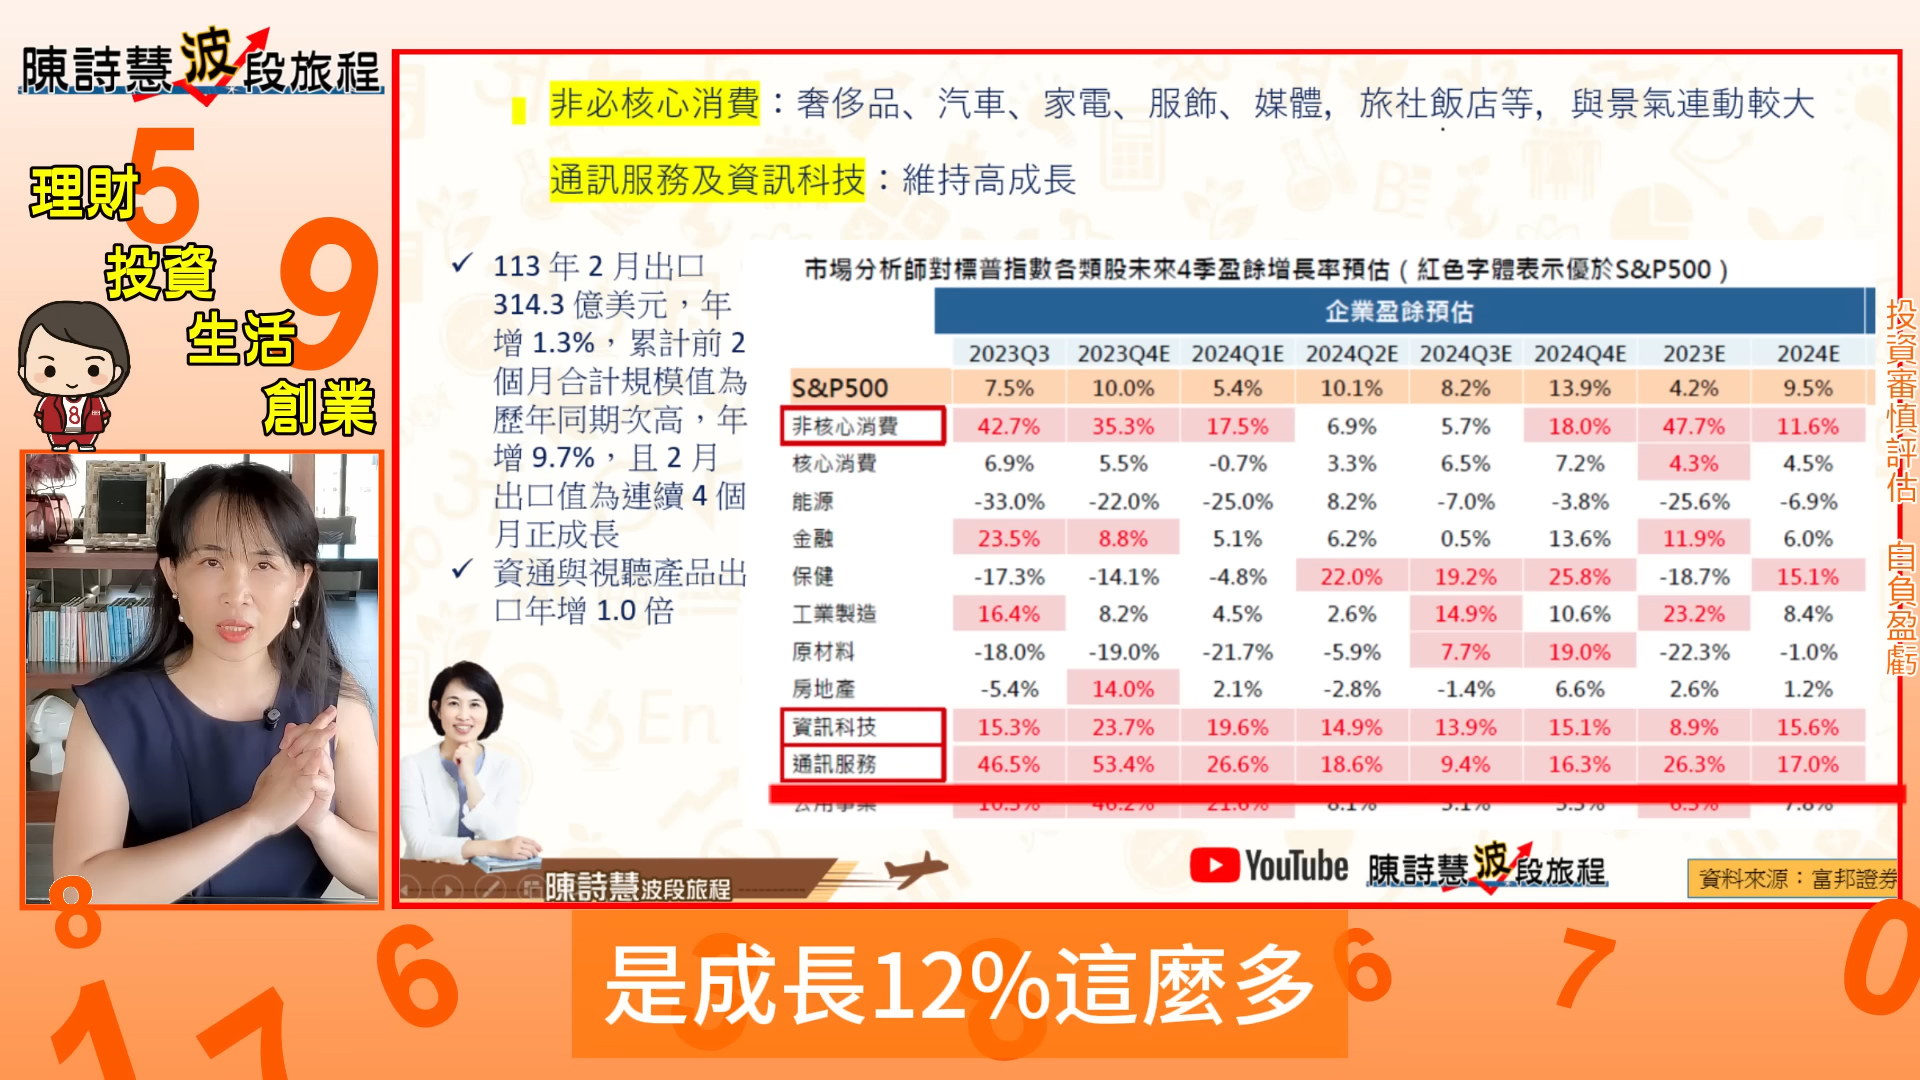 陳詩慧波段旅程
理財
投資
生活
創業
5
9
8
非必核心消費：奢侈品、汽車、家電、服飾、媒體，旅社飯店等，與景氣連動較大
通訊服務及資訊科技：維持高成長
✓ 113 年 2 月出口
314.3 億美元，年
增 1.3%，累計前 2
個月合計規模值為
歷年同期次高，年
增 9.7%，且 2 月
出口值為連續 4 個
月正成長
✓ 資通與視聽產品出
口年增 1.0 倍
市場分析師對標普指數各類股未來4季盈餘增長率預估（紅色字體表示優於S&P500）
企業盈餘預估
2023Q3 2023Q4E 2024Q1E 2024Q2E 2024Q3E 2024Q4E 2023E 2024E
S&P500 7.5% 10.0% 5.4% 10.1% 8.2% 13.9% 4.2% 9.5%
非核心消費 42.7% 35.3% 17.5% 6.9% 5.7% 18.0% 47.7% 11.6%
核心消費 6.9% 5.5% -0.7% 3.3% 6.5% 7.2% 4.3% 4.5%
能源 -33.0% -22.0% -25.0% 8.2% -7.0% -3.8% -25.6% -6.9%
金融 23.5% 8.8% 5.1% 6.2% 0.5% 13.6% 11.9% 6.0%
保健 -17.3% -14.1% -4.8% 22.0% 19.2% 25.8% -18.7% 15.1%
工業製造 16.4% 8.2% 4.5% 2.6% 14.9% 10.6% 23.2% 8.4%
原材料 -18.0% -19.0% -21.7% -5.9% 7.7% 19.0% -22.3% -1.0%
房地產 -5.4% 14.0% 2.1% -2.8% -1.4% 6.6% 2.6% 1.2%
資訊科技 15.3% 23.7% 19.6% 14.9% 13.9% 15.1% 8.9% 15.6%
通訊服務 46.5% 53.4% 26.6% 18.6% 9.4% 16.3% 26.3% 17.0%
陳詩慧波段旅程
YouTube 陳詩慧波段旅程
資料來源：富邦證券
投資審慎評估 自負盈虧
是成長12%這麼多
8
1
7
6
3
8
6
7
0